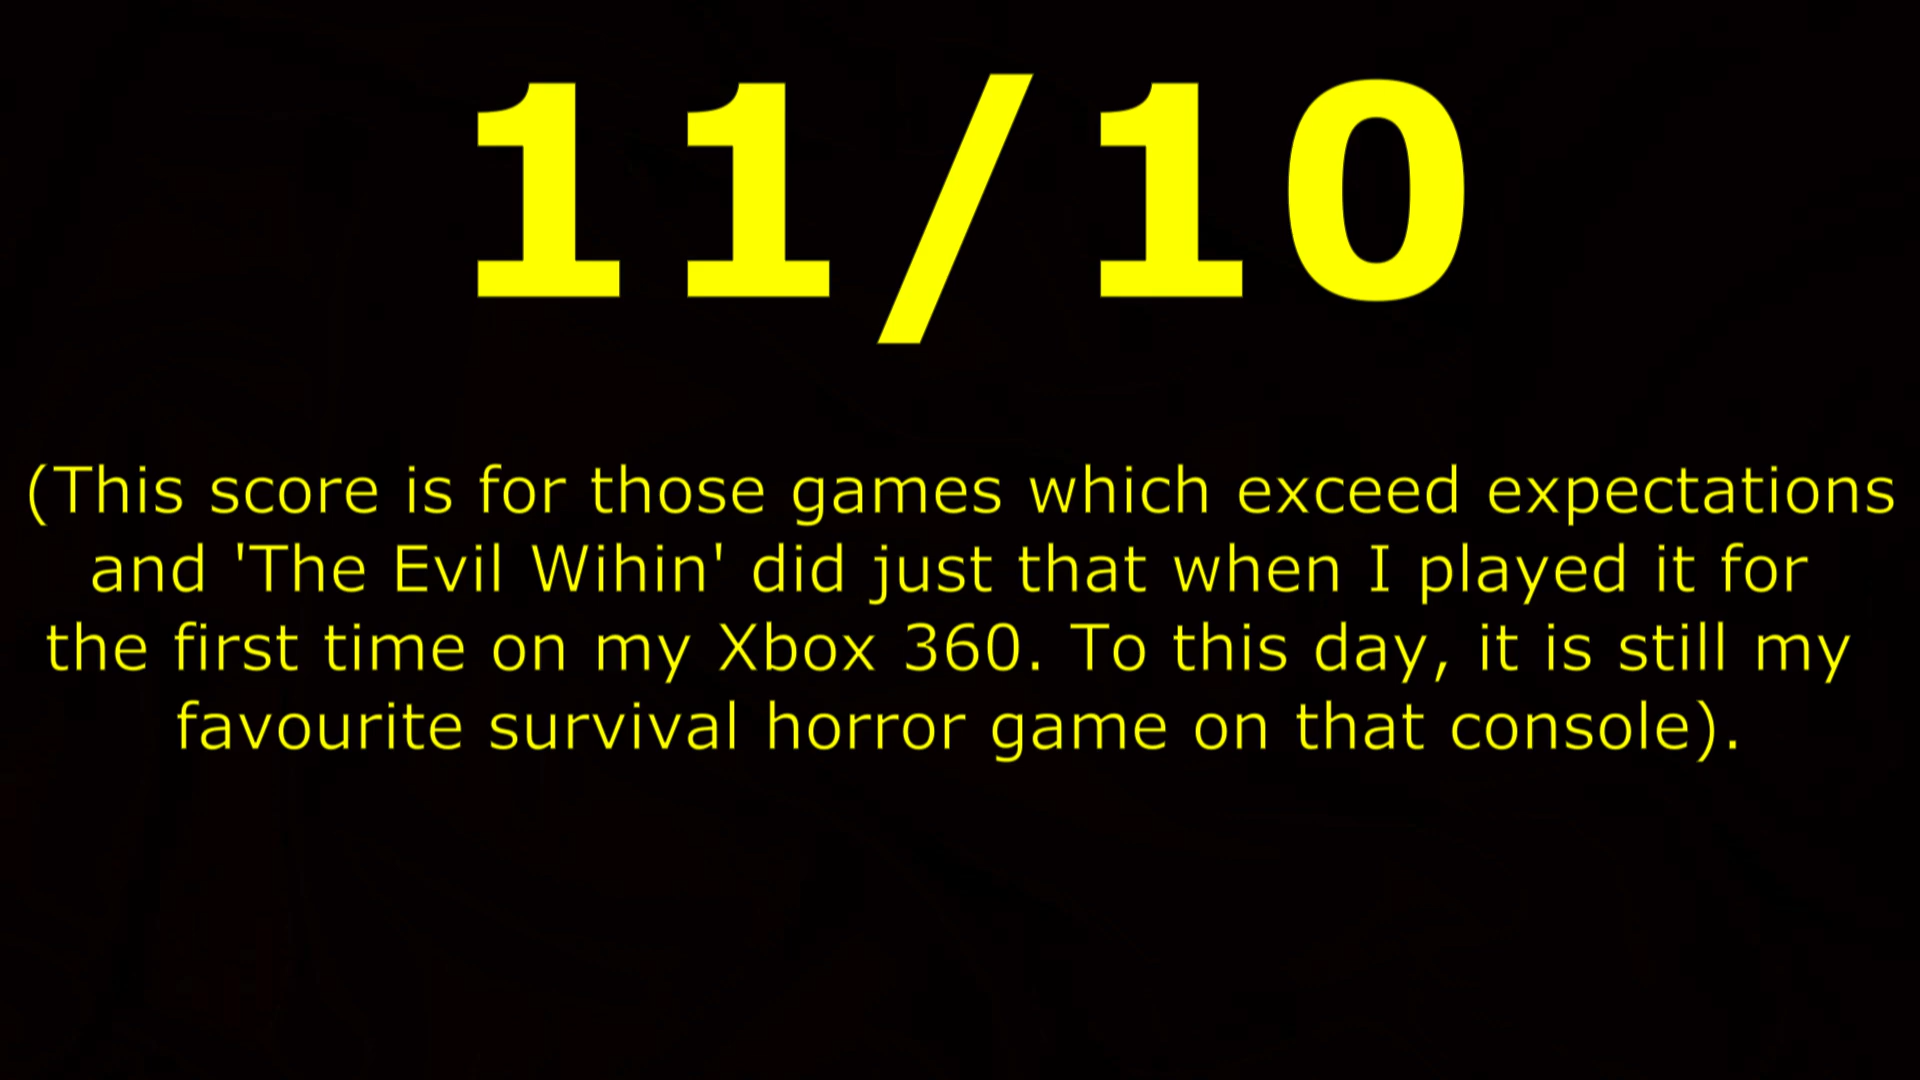 11/10
(This score is for those games which exceed expectations
and 'The Evil Wihin' did just that when I played it for
the first time on my Xbox 360. To this day, it is still my
favourite survival horror game on that console).